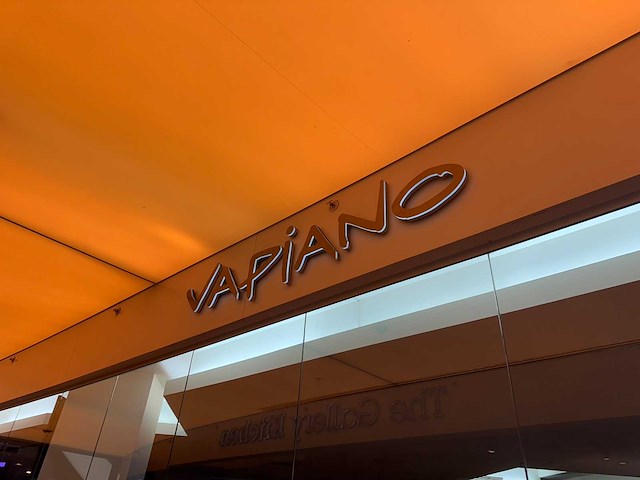 VAPIANO
The Gallery Kitchen